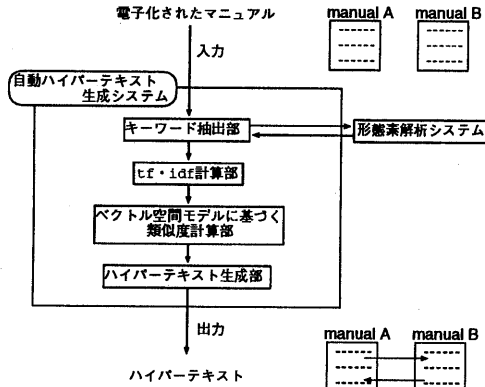 電子化されたマニュアル
manual A
manual B
入力
自動ハイパーテキスト
生成システム
キーワード抽出部
形態素解析システム
tf・idf計算部
ベクトル空間モデルに基づく
類似度計算部
ハイパーテキスト生成部
出力
manual A
manual B
ハイパーテキスト